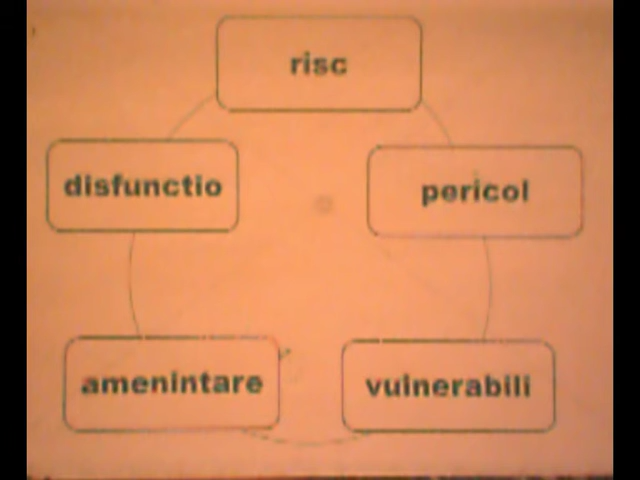 risc
disfunctio
pericol
amenintare
vulnerabili